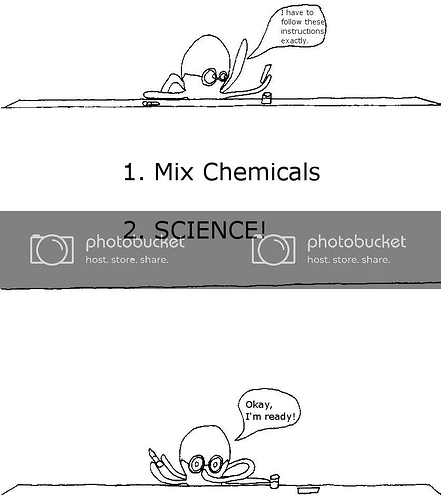 I have to
follow these
instructions
exactly.
1. Mix Chemicals
2. SCIENCE!
photobucket photobucket
host. store. share. host. store. share.
Okay,
I'm ready!